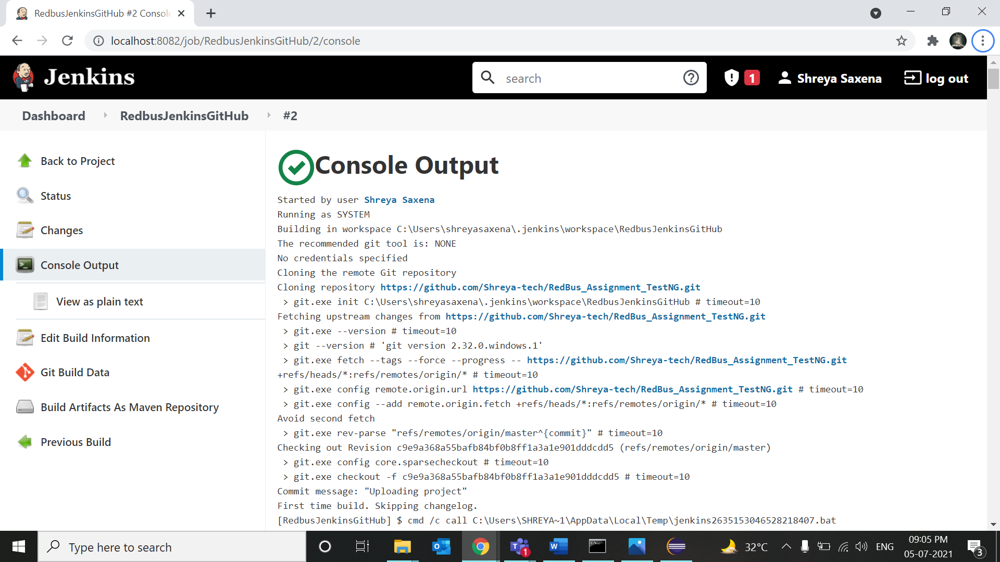 RedbusJenkinsGitHub #2 Console
localhost:8082/job/RedbusJenkinsGitHub/2/console
Jenkins
search
1
Shreya Saxena
log out
Dashboard
RedbusJenkinsGitHub
#2
Back to Project
Status
Changes
Console Output
View as plain text
Edit Build Information
Git Build Data
Build Artifacts As Maven Repository
Previous Build
Console Output
Started by user Shreya Saxena
Running as SYSTEM
Building in workspace C:\Users\shreyasaxena\.jenkins\workspace\RedbusJenkinsGitHub
The recommended git tool is: NONE
No credentials specified
Cloning the remote Git repository
Cloning repository https://github.com/Shreya-tech/RedBus_Assignment_TestNG.git
> git.exe init C:\Users\shreyasaxena\.jenkins\workspace\RedbusJenkinsGitHub # timeout=10
Fetching upstream changes from https://github.com/Shreya-tech/RedBus_Assignment_TestNG.git
> git.exe --version # timeout=10
> git --version # 'git version 2.32.0.windows.1'
> git.exe fetch --tags --force --progress -- https://github.com/Shreya-tech/RedBus_Assignment_TestNG.git
+refs/heads/*:refs/remotes/origin/* # timeout=10
> git.exe config remote.origin.url https://github.com/Shreya-tech/RedBus_Assignment_TestNG.git # timeout=10
> git.exe config --add remote.origin.fetch +refs/heads/*:refs/remotes/origin/* # timeout=10
Avoid second fetch
> git.exe rev-parse "refs/remotes/origin/master^{commit}" # timeout=10
Checking out Revision c9e9a368a55bafb84bf0b8ff1a3a1e901dddcdd5 (refs/remotes/origin/master)
> git.exe config core.sparsecheckout # timeout=10
> git.exe checkout -f c9e9a368a55bafb84bf0b8ff1a3a1e901dddcdd5 # timeout=10
Commit message: "Uploading project"
First time build. Skipping changelog.
[RedbusJenkinsGitHub] $ cmd /c call C:\Users\SHREYA~1\AppData\Local\Temp\jenkins2635153046528218407.bat
Type here to search
1
32°C
ENG
09:05 PM
05-07-2021
3